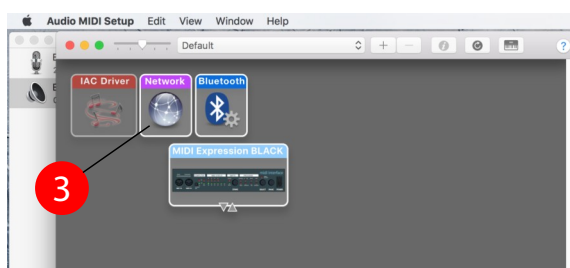 Audio MIDI Setup Edit View Window Help
Default
?
IAC Driver Network Bluetooth
MIDI Expression BLACK
3